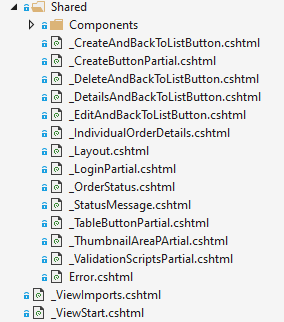 Shared
Components
_CreateAndBackToListButton.cshtml
_CreateButtonPartial.cshtml
_DeleteAndBackToListButton.cshtml
_DetailsAndBackToListButton.cshtml
_EditAndBackToListButton.cshtml
_IndividualOrderDetails.cshtml
_Layout.cshtml
_LoginPartial.cshtml
_OrderStatus.cshtml
_StatusMessage.cshtml
_TableButtonPartial.cshtml
_ThumbnailAreaPArtial.cshtml
_ValidationScriptsPartial.cshtml
Error.cshtml
_ViewImports.cshtml
_ViewStart.cshtml